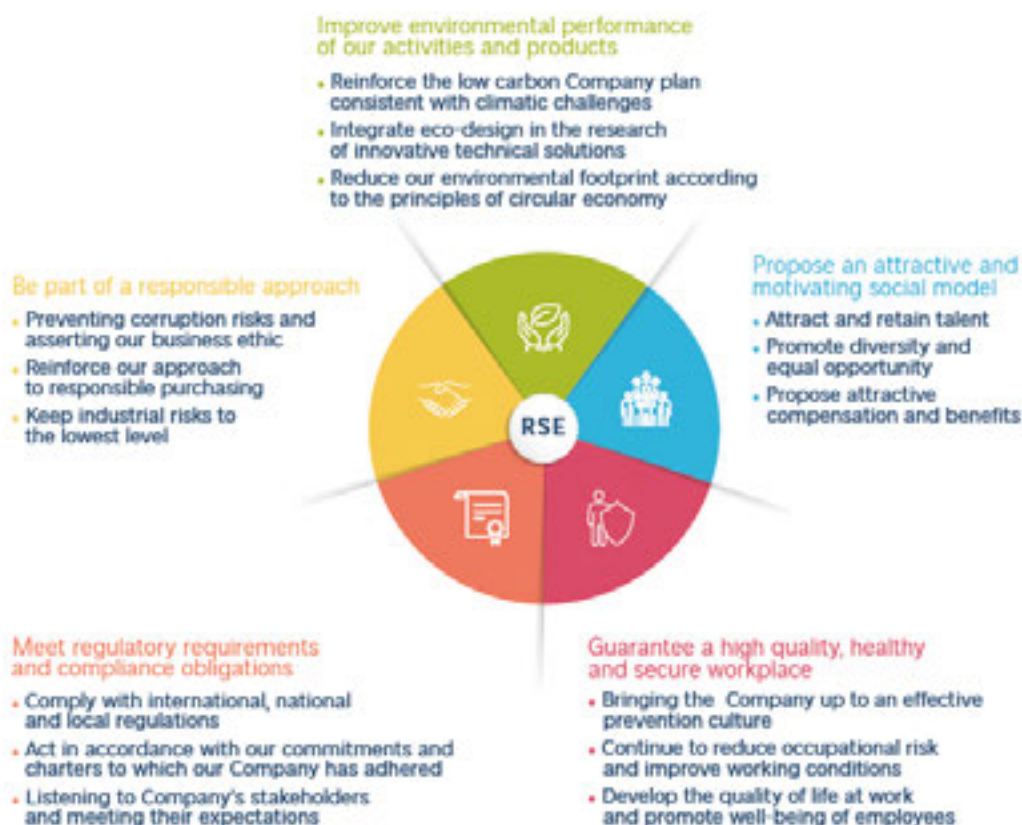 Improve environmental performance
of our activities and products
• Reinforce the low carbon Company plan
consistent with climatic challenges
• Integrate eco-design in the research
of innovative technical solutions
• Reduce our environmental footprint according
to the principles of circular economy
Be part of a responsible approach
• Preventing corruption risks and
asserting our business ethic
• Reinforce our approach
to responsible purchasing
• Keep industrial risks to
the lowest level
Propose an attractive and
motivating social model
• Attract and retain talent
• Promote diversity and
equal opportunity
• Propose attractive
compensation and benefits
RSE
Meet regulatory requirements
and compliance obligations
• Comply with international, national
and local regulations
• Act in accordance with our commitments and
charters to which our Company has adhered
• Listening to Company's stakeholders
and meeting their expectations
Guarantee a high quality, healthy
and secure workplace
• Bringing the Company up to an effective
prevention culture
• Continue to reduce occupational risk
and improve working conditions
• Develop the quality of life at work
and promote well-being of employees